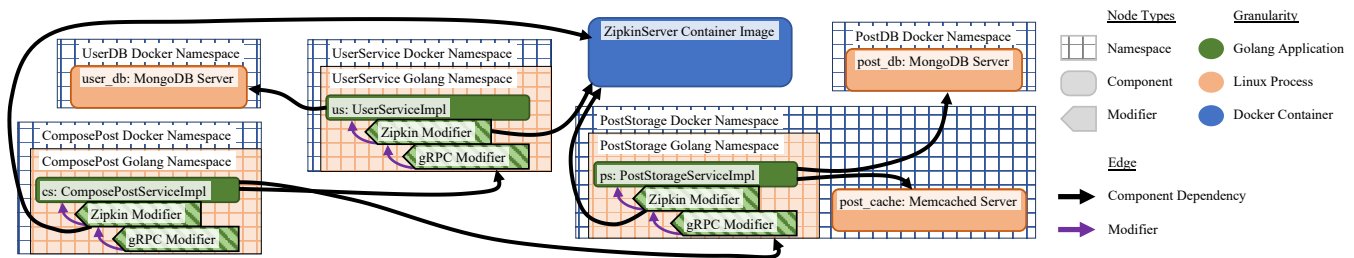 UserDB Docker Namespace
user_db: MongoDB Server
UserService Docker Namespace
UserService Golang Namespace
us: UserServiceImpl
Zipkin Modifier
gRPC Modifier
ComposePost Docker Namespace
ComposePost Golang Namespace
cs: ComposePostServiceImpl
Zipkin Modifier
gRPC Modifier
ZipkinServer Container Image
PostDB Docker Namespace
post_db: MongoDB Server
PostStorage Docker Namespace
PostStorage Golang Namespace
ps: PostStorageServiceImpl
Zipkin Modifier
gRPC Modifier
post_cache: Memcached Server
Node Types
Namespace
Component
Modifier
Granularity
Golang Application
Linux Process
Docker Container
Edge
Component Dependency
Modifier